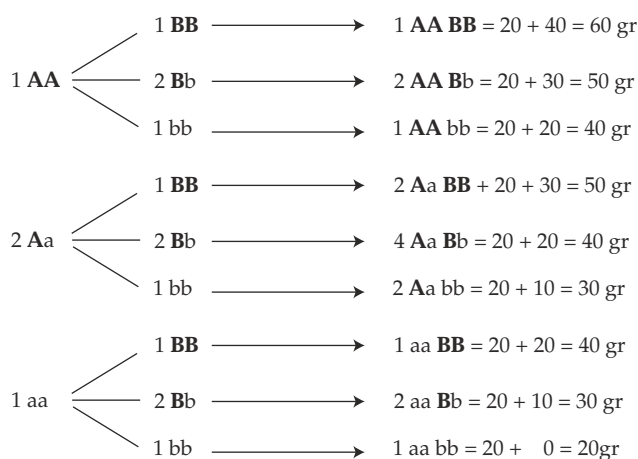 1 BB 1 AA BB = 20 + 40 = 60 gr
1 AA 2 Bb 2 AA Bb = 20 + 30 = 50 gr
1 bb 1 AA bb = 20 + 20 = 40 gr
1 BB 2 Aa BB + 20 + 30 = 50 gr
2 Aa 2 Bb 4 Aa Bb = 20 + 20 = 40 gr
1 bb 2 Aa bb = 20 + 10 = 30 gr
1 BB 1 aa BB = 20 + 20 = 40 gr
1 aa 2 Bb 2 aa Bb = 20 + 10 = 30 gr
1 bb 1 aa bb = 20 + 0 = 20gr